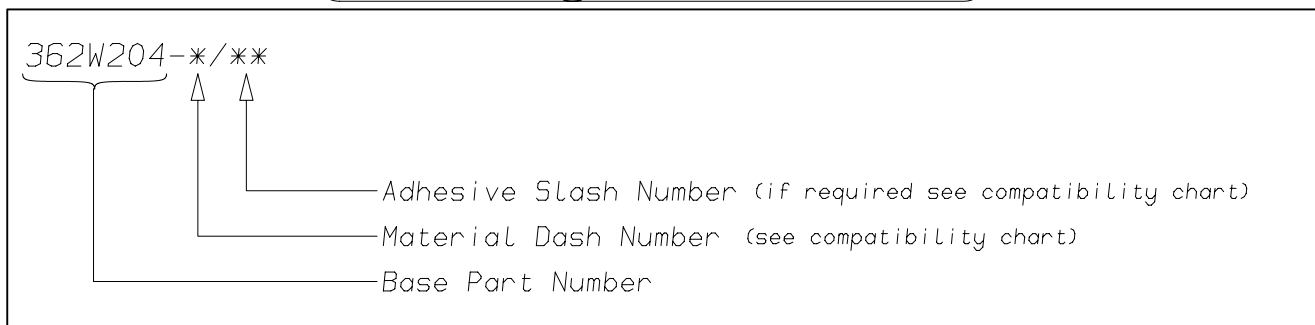 362W204-*/**
Adhesive Slash Number (if required see compatibility chart)
Material Dash Number (see compatibility chart)
Base Part Number